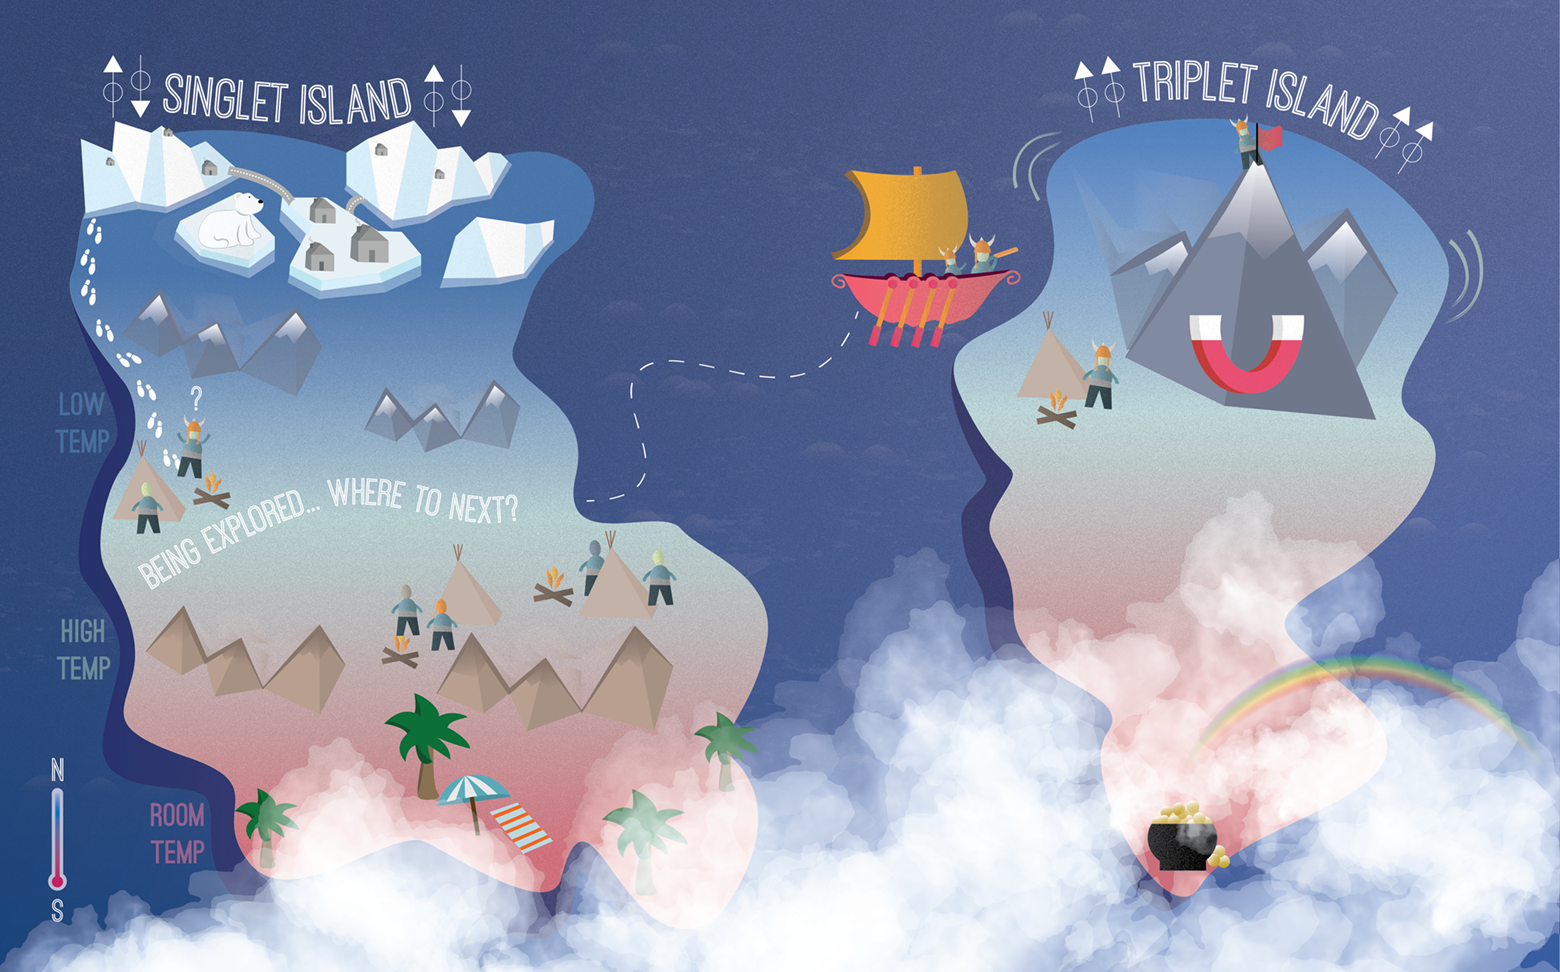 SINGLET ISLAND
TRIPLET ISLAND
?
LOW
TEMP
BEING EXPLORED... WHERE TO NEXT?
HIGH
TEMP
N
ROOM
TEMP
S